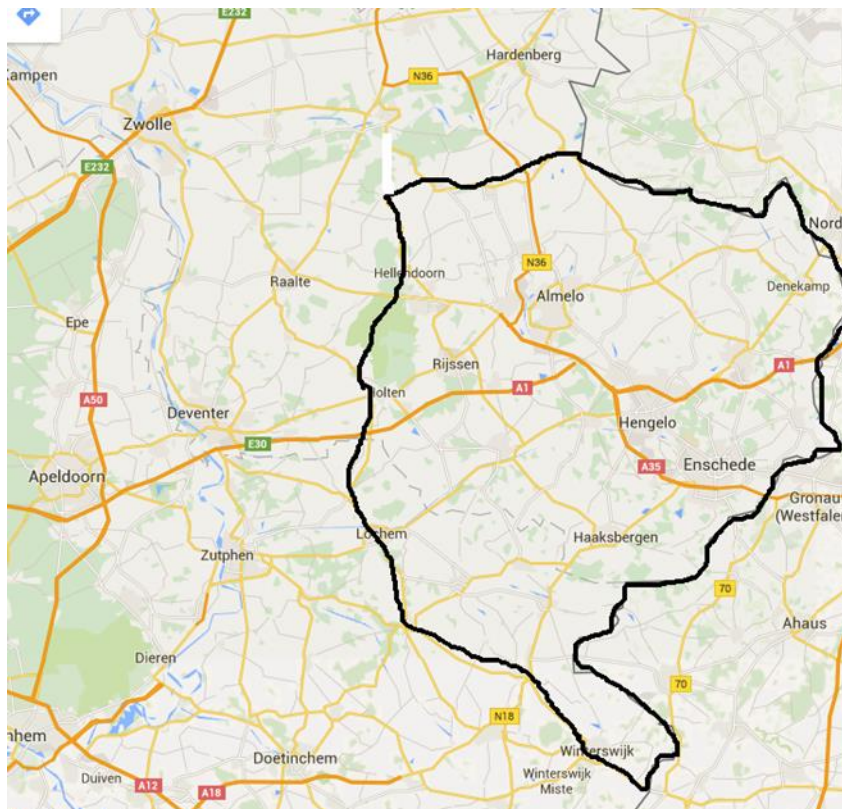 E232
Hardenberg
Kampen
N36
Zwolle
E232
Nord
Hellendoorn
N36
Raalte
Denekamp
Almelo
Epe
Rijssen
A1
A1
Holten
A50
Deventer
Hengelo
E30
A35
Enschede
Apeldoorn
Gronau
(Westfalen
Lochem
Haaksbergen
Zutphen
70
Ahaus
Dieren
70
N18
nhem
Winterswijk
Doetinchem
Winterswijk
Miste
Duiven
A12
A18